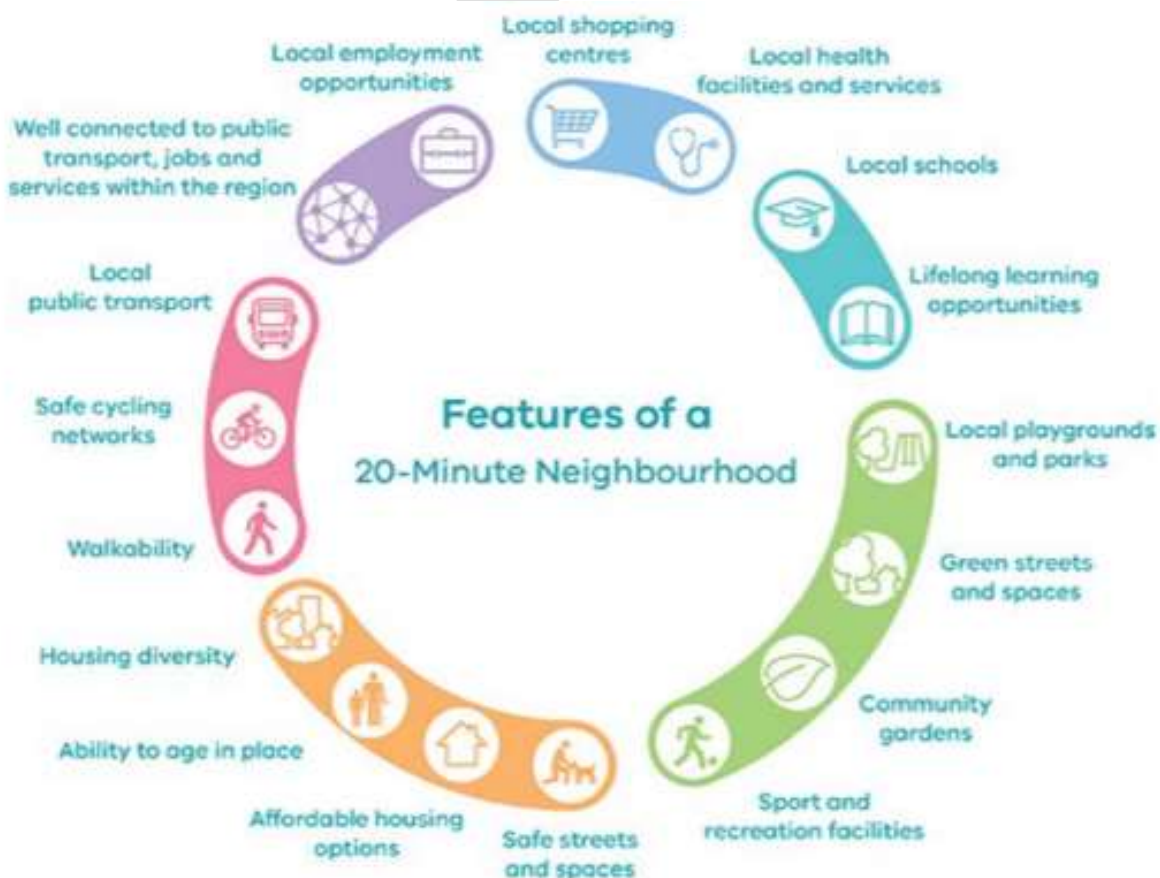 Features of a
20-Minute Neighbourhood
Local shopping
centres
Local health
facilities and services
Local schools
Lifelong learning
opportunities
Local playgrounds
and parks
Green streets
and spaces
Community
gardens
Sport and
recreation facilities
Safe streets
and spaces
Affordable housing
options
Ability to age in place
Housing diversity
Walkability
Safe cycling
networks
Local
public transport
Well connected to public
transport, jobs and
services within the region
Local employment
opportunities